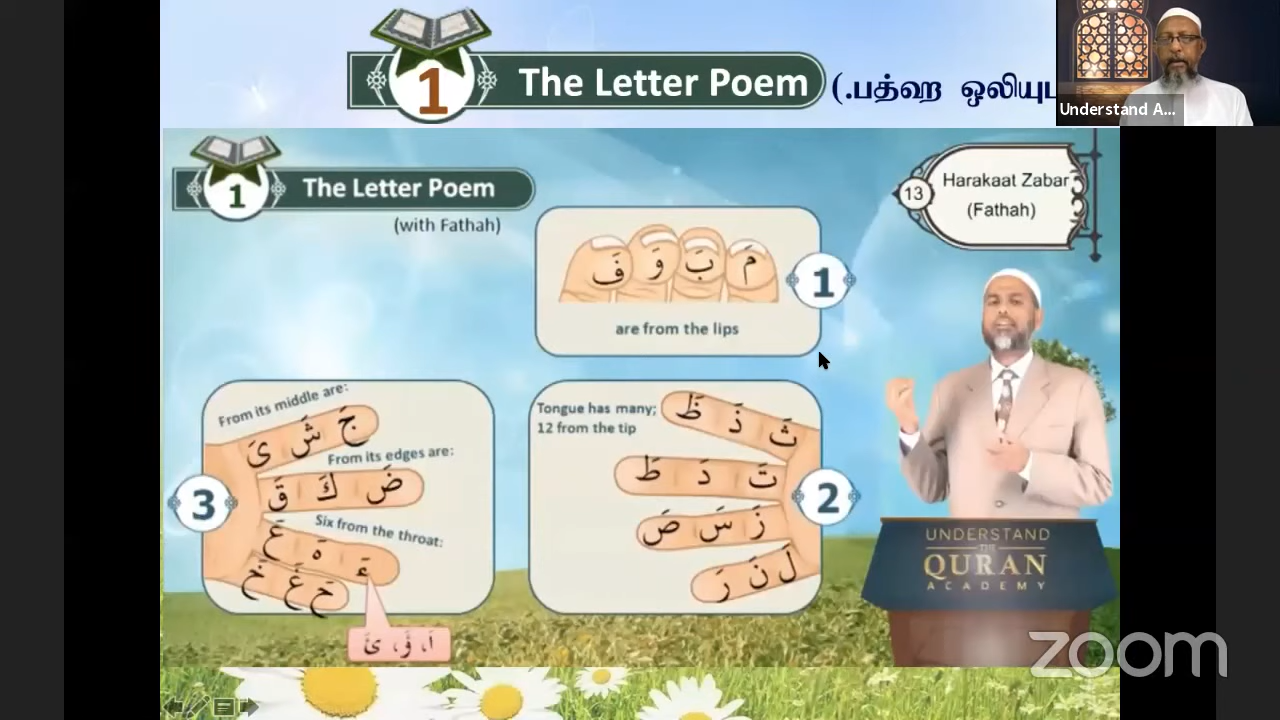 1 The Letter Poem (.பத்ஹ ஒலியுட
Understand A...
1 The Letter Poem
(with Fathah)
13
Harakaat Zabar
(Fathah)
مَ بَ وَ فَ
1
are from the lips
Tongue has many;
12 from the tip
ثَ ذَ ظَ
تَ دَ طَ
زَ سَ صَ
لَ نَ رَ
2
From its middle are:
جَ شَ یَ
From its edges are:
ضَ كَ قَ
Six from the throat:
ءَ هَ عَ
حَ غَ خَ
3
اَ، ؤَ، ئَ
UNDERSTAND
THE
QURAN
ACADEMY
zoom